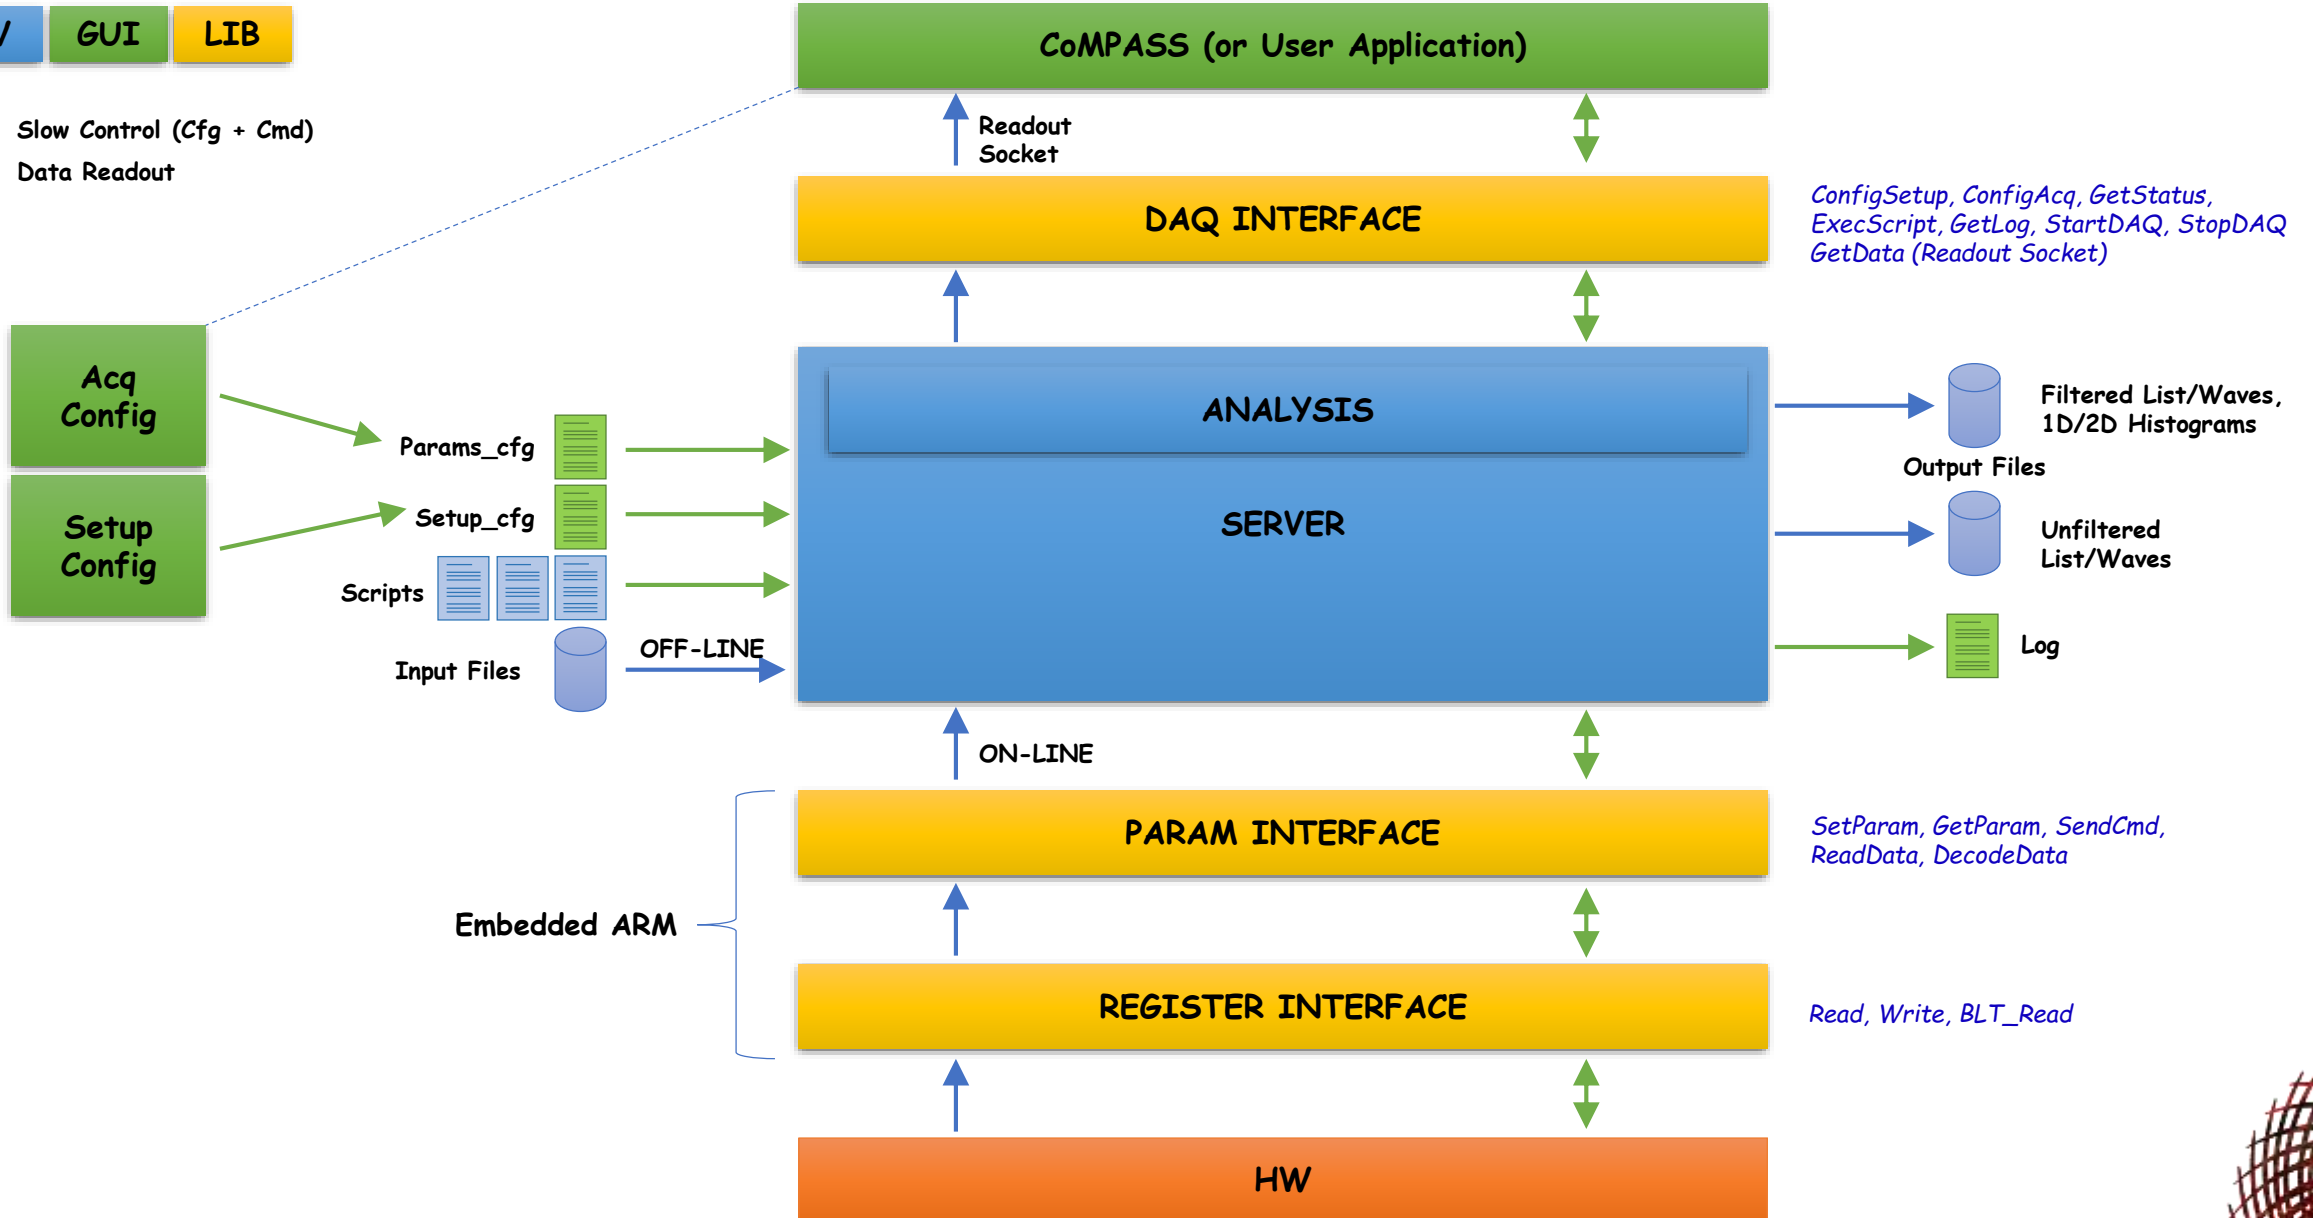 GUI
LIB
CoMPASS (or User Application)
Slow Control (Cfg + Cmd)
Data Readout
Readout
Socket
DAQ INTERFACE
ConfigSetup, ConfigAcq, GetStatus,
ExecScript, GetLog, StartDAQ, StopDAQ
GetData (Readout Socket)
Acq
Config
Setup
Config
Params_cfg
Setup_cfg
Scripts
Input Files
OFF-LINE
ANALYSIS
SERVER
Filtered List/Waves,
1D/2D Histograms
Output Files
Unfiltered
List/Waves
Log
ON-LINE
PARAM INTERFACE
SetParam, GetParam, SendCmd,
ReadData, DecodeData
Embedded ARM
REGISTER INTERFACE
Read, Write, BLT_Read
HW